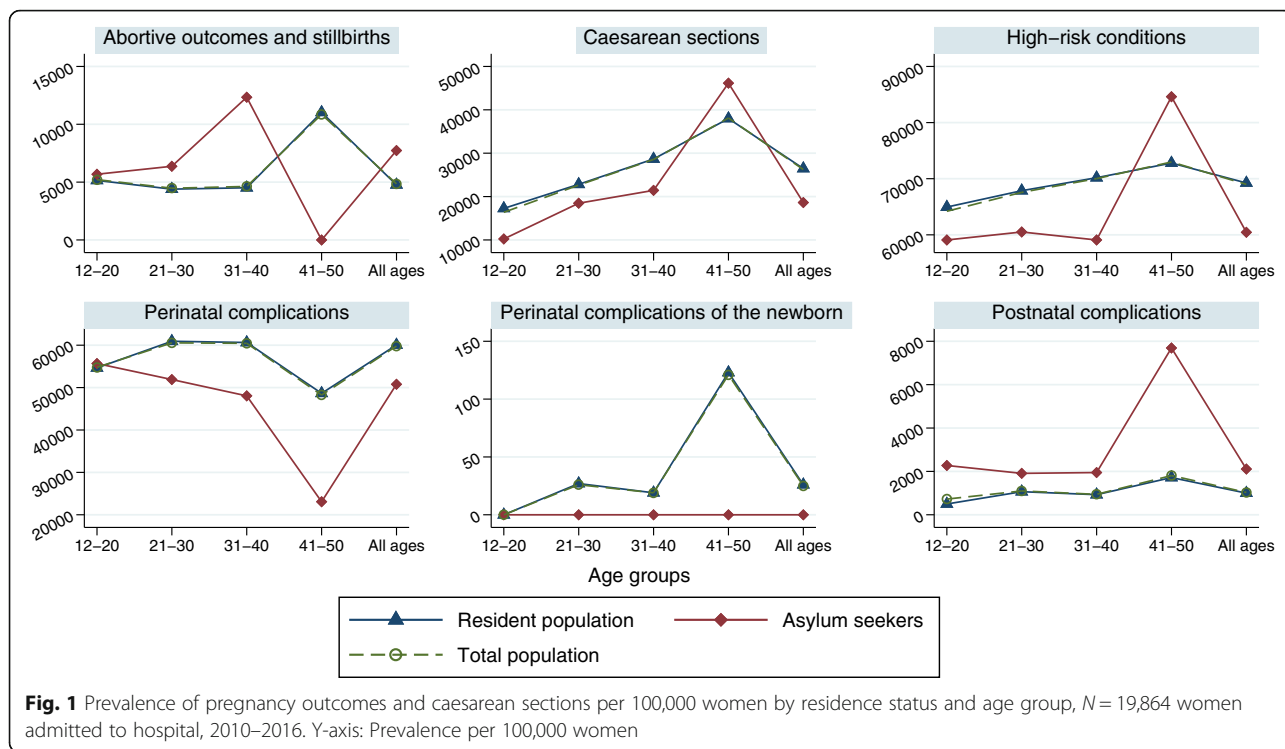 Abortive outcomes and stillbirths
15000
10000
5000
0
12–20 21–30 31–40 41–50 All ages
Caesarean sections
50000
40000
30000
20000
10000
12–20 21–30 31–40 41–50 All ages
High–risk conditions
90000
80000
70000
60000
12–20 21–30 31–40 41–50 All ages
Perinatal complications
60000
50000
40000
30000
20000
12–20 21–30 31–40 41–50 All ages
Perinatal complications of the newborn
150
100
50
0
12–20 21–30 31–40 41–50 All ages
Postnatal complications
8000
6000
4000
2000
0
12–20 21–30 31–40 41–50 All ages
Age groups
Resident population Asylum seekers
Total population
Fig. 1 Prevalence of pregnancy outcomes and caesarean sections per 100,000 women by residence status and age group, N = 19,864 women
admitted to hospital, 2010–2016. Y-axis: Prevalence per 100,000 women